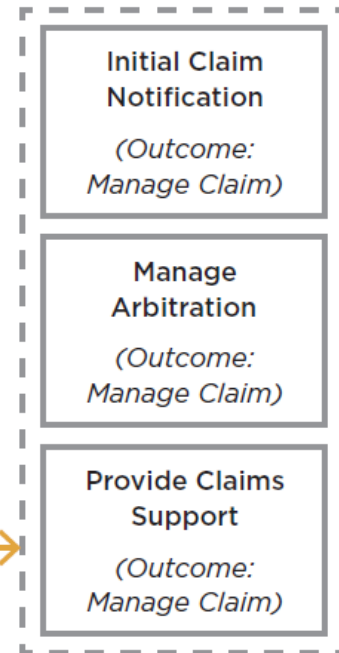 Initial Claim
Notification
(Outcome:
Manage Claim)
Manage
Arbitration
(Outcome:
Manage Claim)
Provide Claims
Support
(Outcome:
Manage Claim)